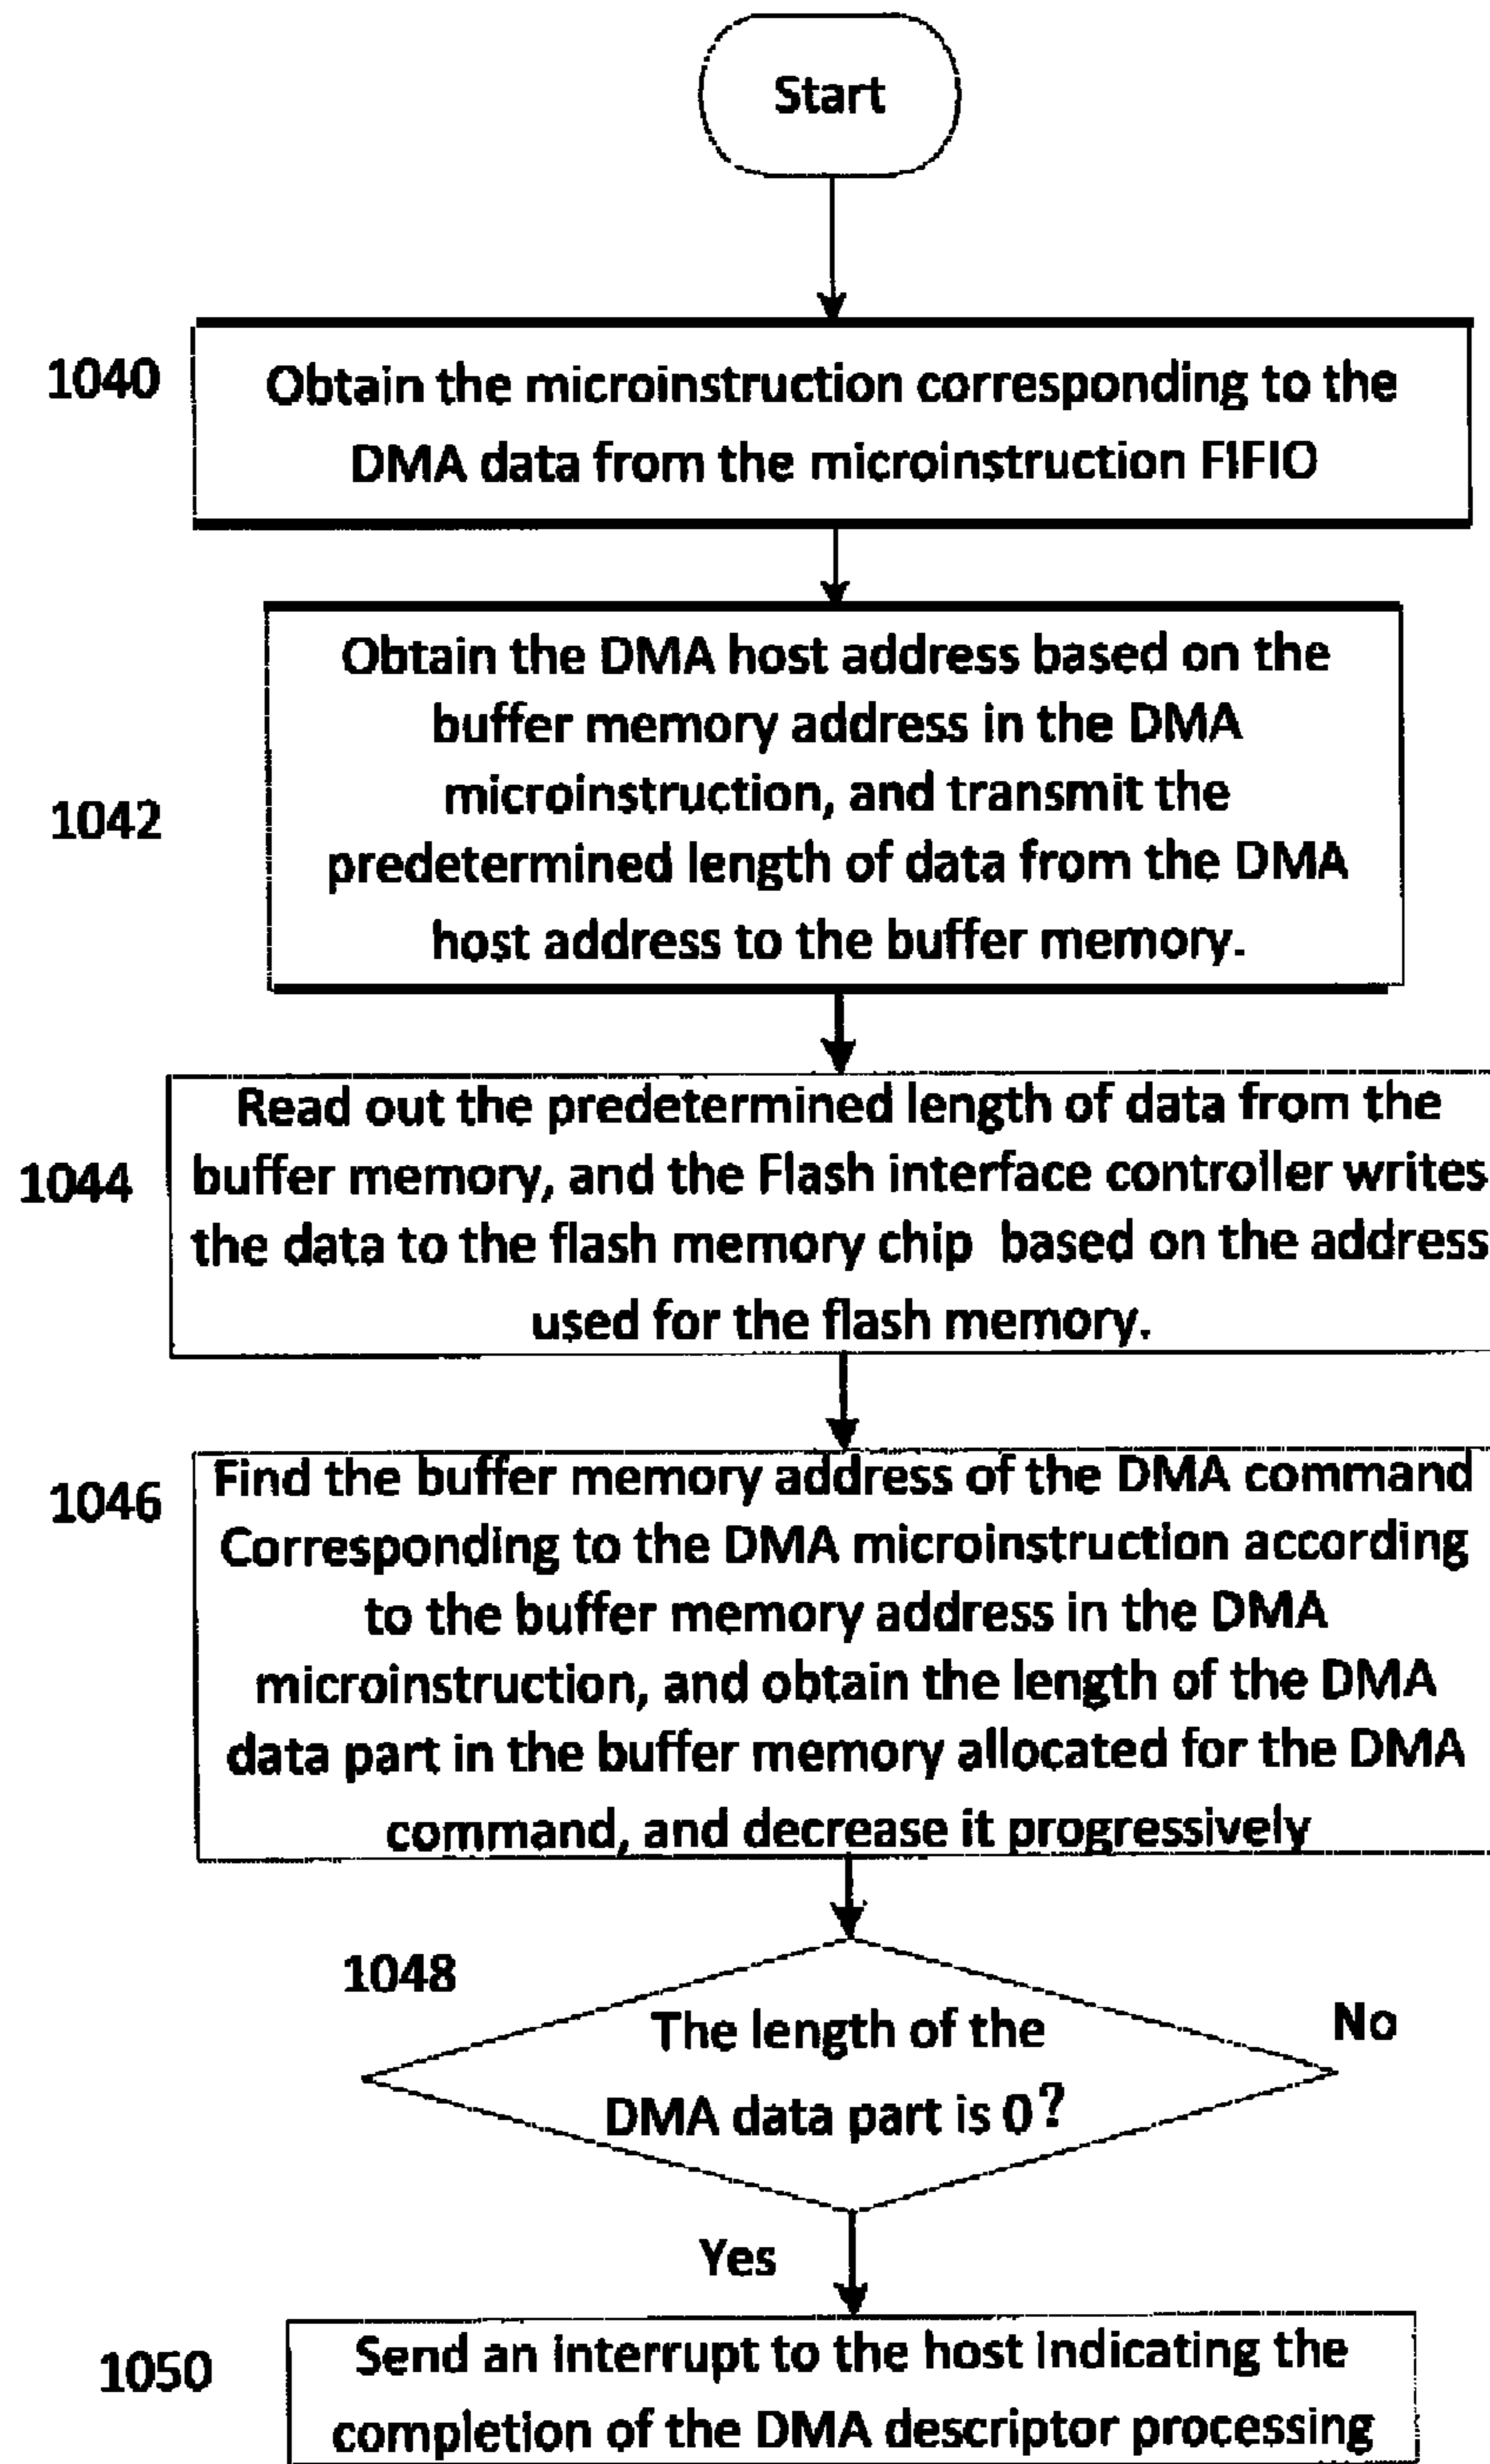 Start
1040
Obtain the microinstruction corresponding to the
DMA data from the microinstruction FIFIO
Obtain the DMA host address based on the
buffer memory address in the DMA
microinstruction, and transmit the
1042
predetermined length of data from the DMA
host address to the buffer memory.
Read out the predetermined length of data from the
1044
buffer memory, and the Flash interface controller writes
the data to the flash memory chip based on the address
used for the flash memory.
1046
Find the buffer memory address of the DMA command
Corresponding to the DMA microinstruction according
to the buffer memory address in the DMA
microinstruction, and obtain the length of the DMA
data part in the buffer memory allocated for the DMA
command, and decrease it progressively
1048
The length of the
DMA data part is 0?
No
Yes
1050
Send an interrupt to the host Indicating the
completion of the DMA descriptor processing